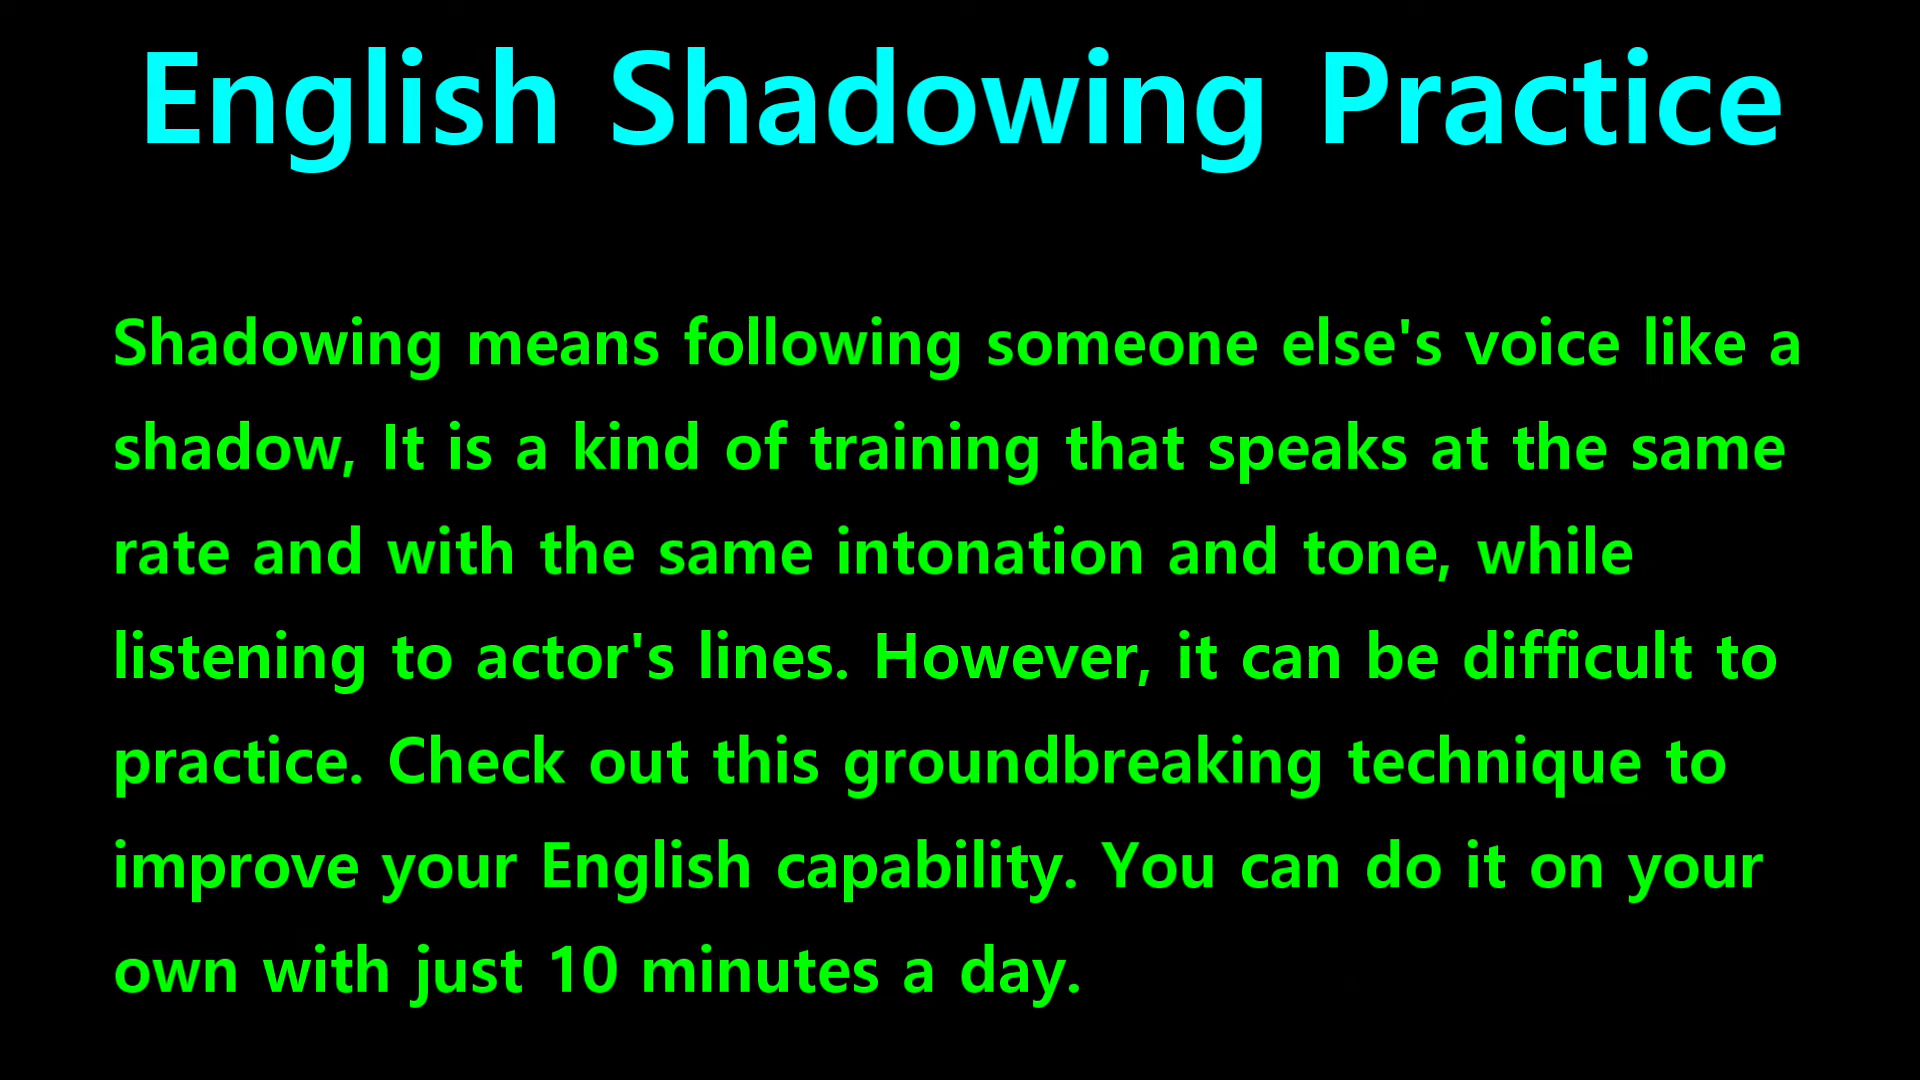 English Shadowing Practice
Shadowing means following someone else's voice like a
shadow, It is a kind of training that speaks at the same
rate and with the same intonation and tone, while
listening to actor's lines. However, it can be difficult to
practice. Check out this groundbreaking technique to
improve your English capability. You can do it on your
own with just 10 minutes a day.